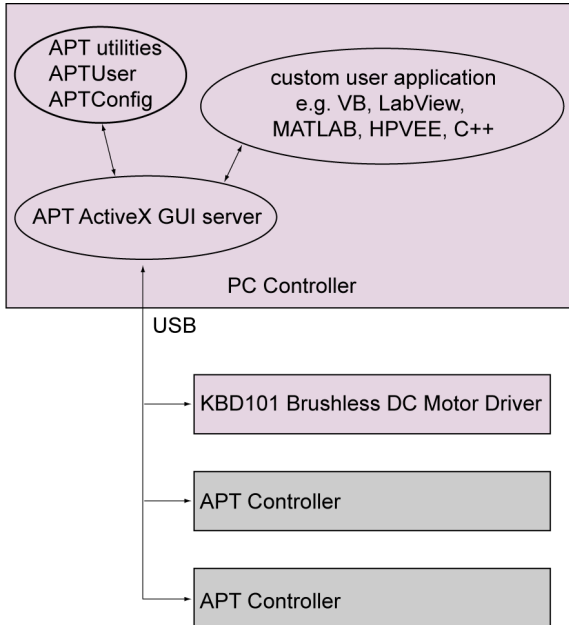 APT utilities
APTUser
APTConfig
custom user application
e.g. VB, LabView,
MATLAB, HPVEE, C++
APT ActiveX GUI server
PC Controller
USB
KBD101 Brushless DC Motor Driver
APT Controller
APT Controller